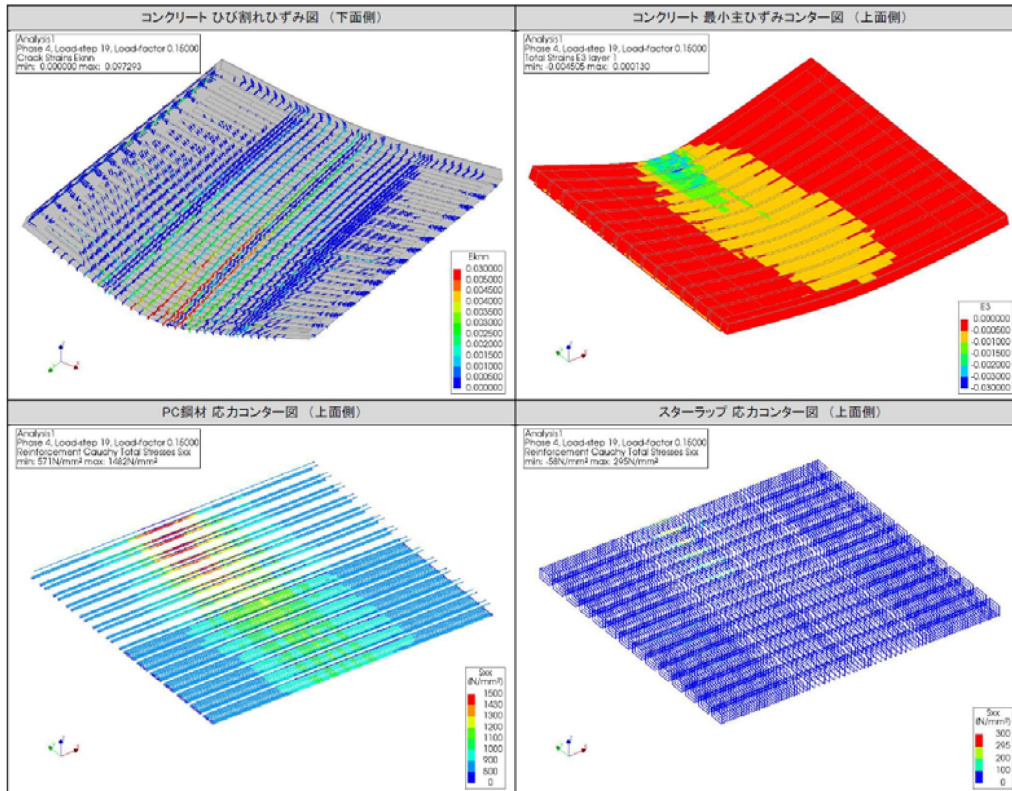 コンクリート ひび割れひずみ図 （下面側）
Analysis1
Phase 4, Load-step 19, Load-factor 0.15000
Crack Strains Eknn
min: 0.000000 max: 0.097293
Eknn
0.030000
0.005000
0.004500
0.004000
0.003500
0.003000
0.002500
0.002000
0.001500
0.001000
0.000500
0.000000
コンクリート 最小主ひずみコンター図 （上面側）
Analysis1
Phase 4, Load-step 19, Load-factor 0.15000
Total Strains E3 layer 1
min: -0.004505 max: 0.000130
E3
0.000000
-0.000500
-0.001000
-0.001500
-0.002000
-0.003000
-0.030000
PC鋼材 応力コンター図 （上面側）
Analysis1
Phase 4, Load-step 19, Load-factor 0.15000
Reinforcement Cauchy Total Stresses Sxx
min: 571N/mm² max: 1482N/mm²
Sxx
(N/mm²)
1500
1430
1300
1200
1100
1000
900
800
0
スターラップ 応力コンター図 （上面側）
Analysis1
Phase 4, Load-step 19, Load-factor 0.15000
Reinforcement Cauchy Total Stresses Sxx
min: -58N/mm² max: 295N/mm²
Sxx
(N/mm²)
300
295
200
100
0